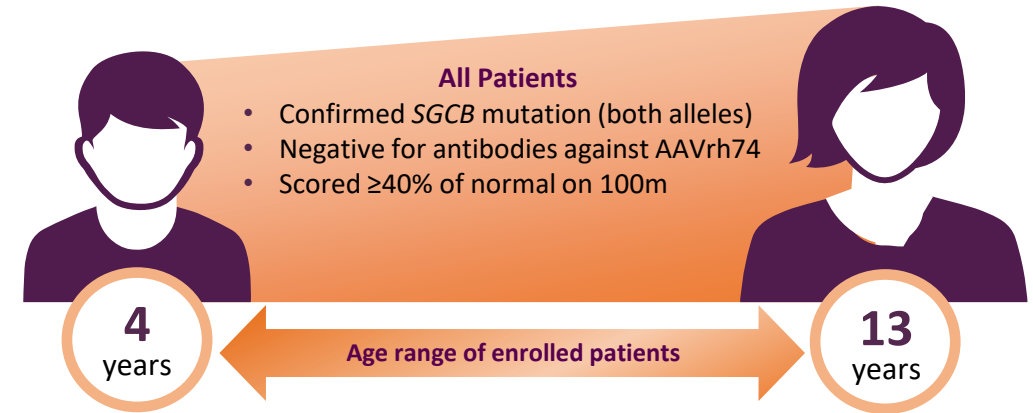 All Patients
• Confirmed SGCB mutation (both alleles)
• Negative for antibodies against AAVrh74
• Scored ≥40% of normal on 100m
4
years
Age range of enrolled patients
13
years